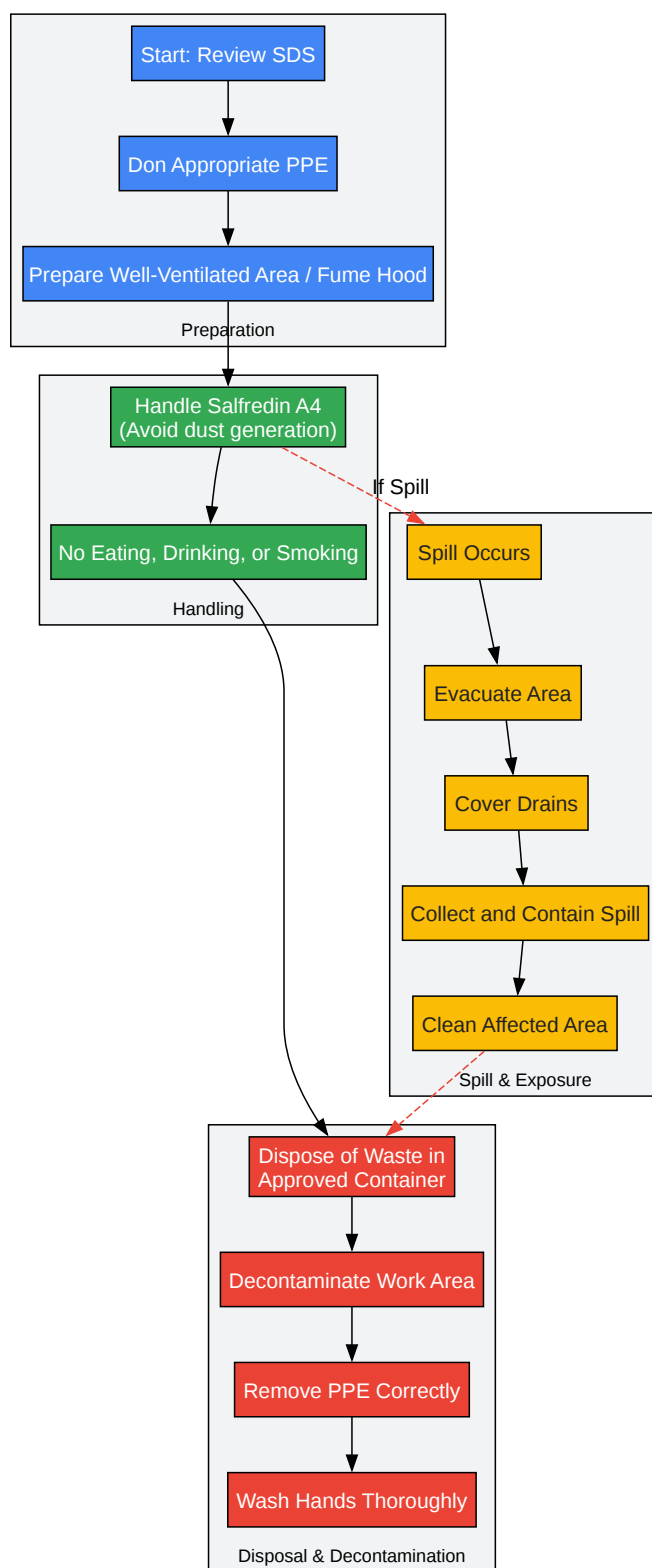 Start: Review SDS
Don Appropriate PPE
Prepare Well-Ventilated Area / Fume Hood
Preparation
Handle Salfredin A4
(Avoid dust generation)
If Spill
No Eating, Drinking, or Smoking
Handling
Spill Occurs
Evacuate Area
Cover Drains
Collect and Contain Spill
Clean Affected Area
Spill & Exposure
Dispose of Waste in
Approved Container
Decontaminate Work Area
Remove PPE Correctly
Wash Hands Thoroughly
Disposal & Decontamination